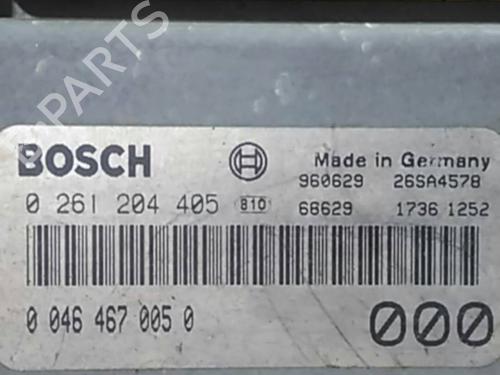 PARTS
BOSCH
Made in Germany
960629 26SA4578
0 261 204 405 810 68629 1736 1252
0 046 467 005 0
000